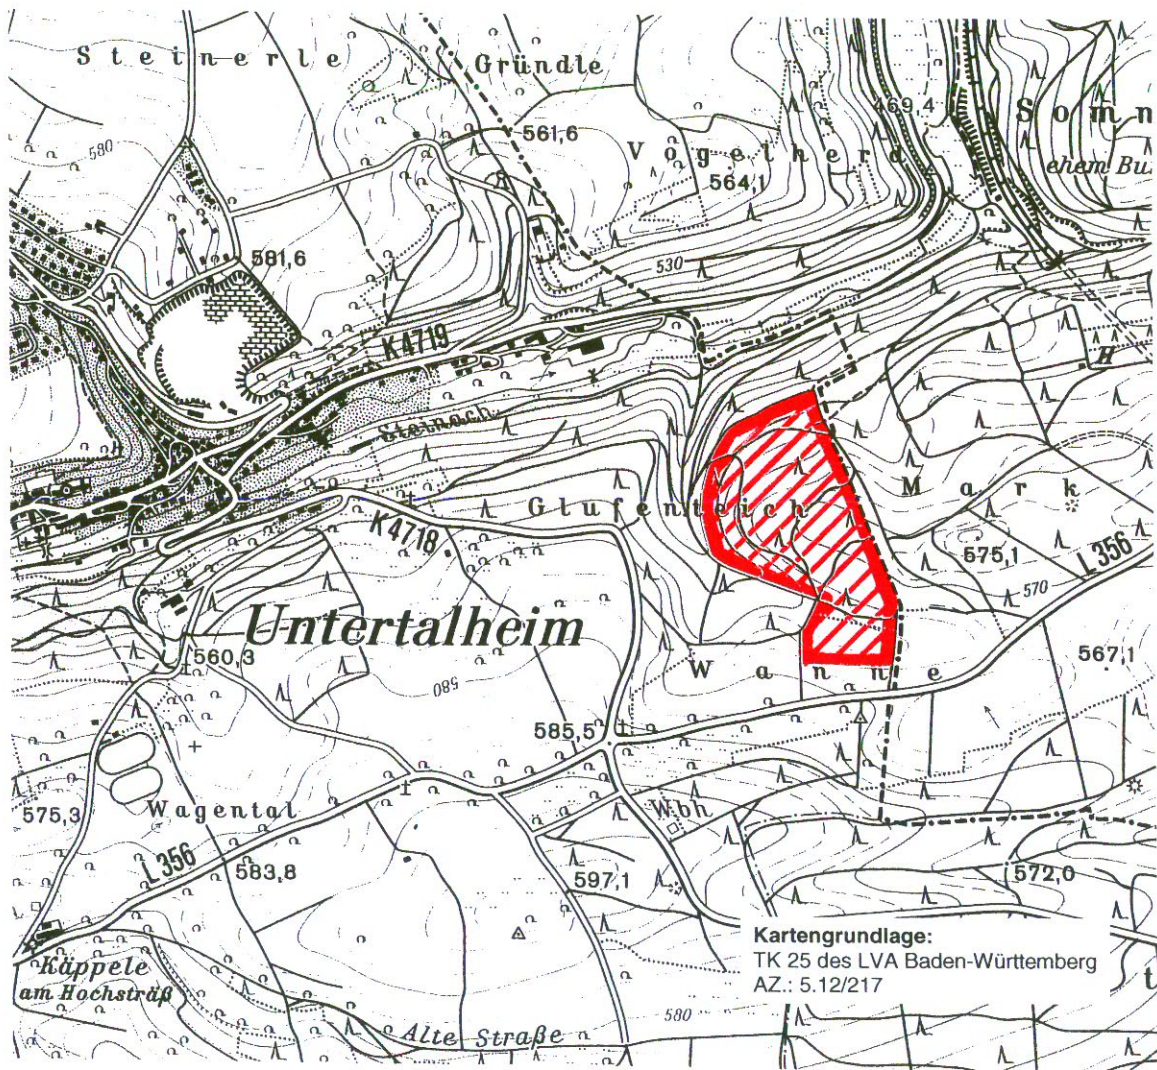 Steinerle
Gründle
469,4
Somn
580
561,6
Vogelherd
564,1
ehem Bu
581,6
530
K4719
H
Steinach
Glufenteich
Mark
K4718
575,1
L356
570
Untertalheim
560,3
Wanne
567,1
580
585,5
Wagental
575,3
Wbh
L356
583,8
597,1
572,0
Kartengrundlage:
TK 25 des LVA Baden-Württemberg
AZ.: 5.12/217
Käppele
am Hochsträß
t
580
Alte Straße